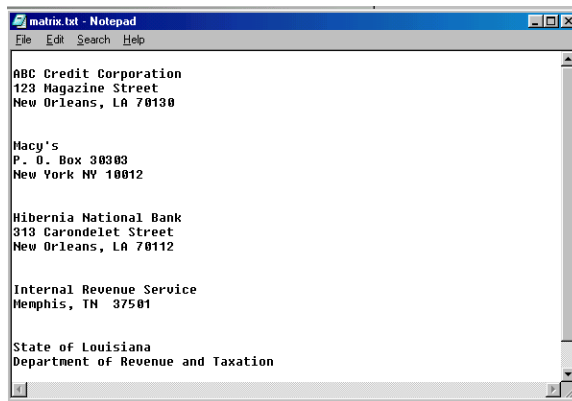 matrix.txt - Notepad
File Edit Search Help
ABC Credit Corporation
123 Magazine Street
New Orleans, LA 70130
Macy's
P. O. Box 30303
New York NY 10012
Hibernia National Bank
313 Carondelet Street
New Orleans, LA 70112
Internal Revenue Service
Memphis, TN  37501
State of Louisiana
Department of Revenue and Taxation